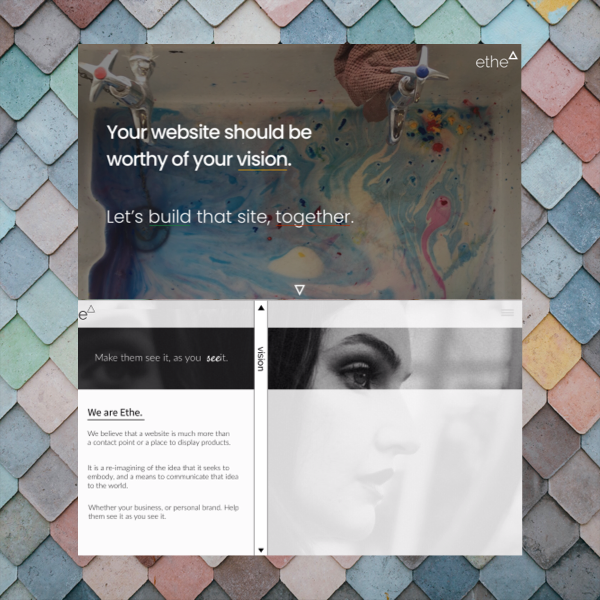 ethe
Your website should be
worthy of your vision.
Let's build that site, together.
e
Make them see it, as you see it.
vision
We are Ethe.
We believe that a website is much more than
a contact point or a place to display products.
It is a re-imagining of the idea that it seeks to
embody, and a means to communicate that idea
to the world.
Whether your business, or personal brand. Help
them see it as you see it.